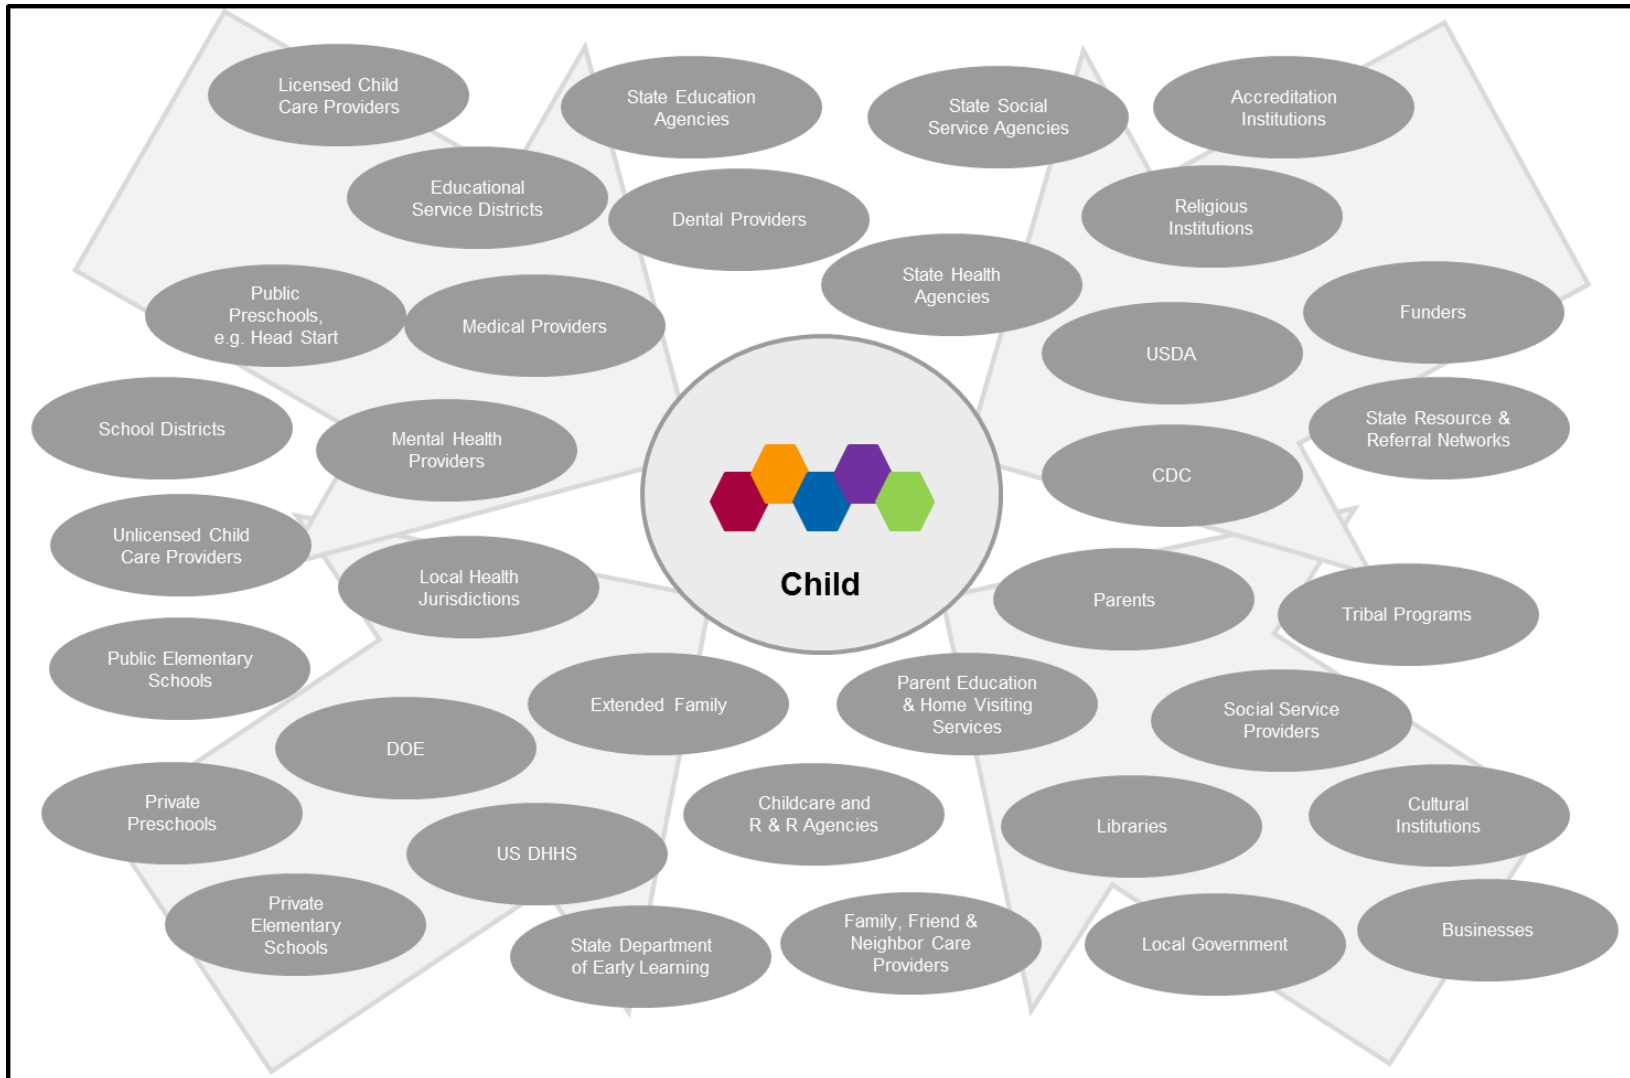 Licensed Child
Care Providers
State Education
Agencies
State Social
Service Agencies
Accreditation
Institutions
Educational
Service Districts
Dental Providers
Religious
Institutions
State Health
Agencies
Public
Preschools,
e.g. Head Start
Medical Providers
USDA
Funders
School Districts
Mental Health
Providers
CDC
State Resource &
Referral Networks
Unlicensed Child
Care Providers
Local Health
Jurisdictions
Child
Parents
Tribal Programs
Public Elementary
Schools
Extended Family
Parent Education
& Home Visiting
Services
Social Service
Providers
DOE
Private
Preschools
US DHHS
Childcare and
R & R Agencies
Libraries
Cultural
Institutions
Private
Elementary
Schools
State Department
of Early Learning
Family, Friend &
Neighbor Care
Providers
Local Government
Businesses